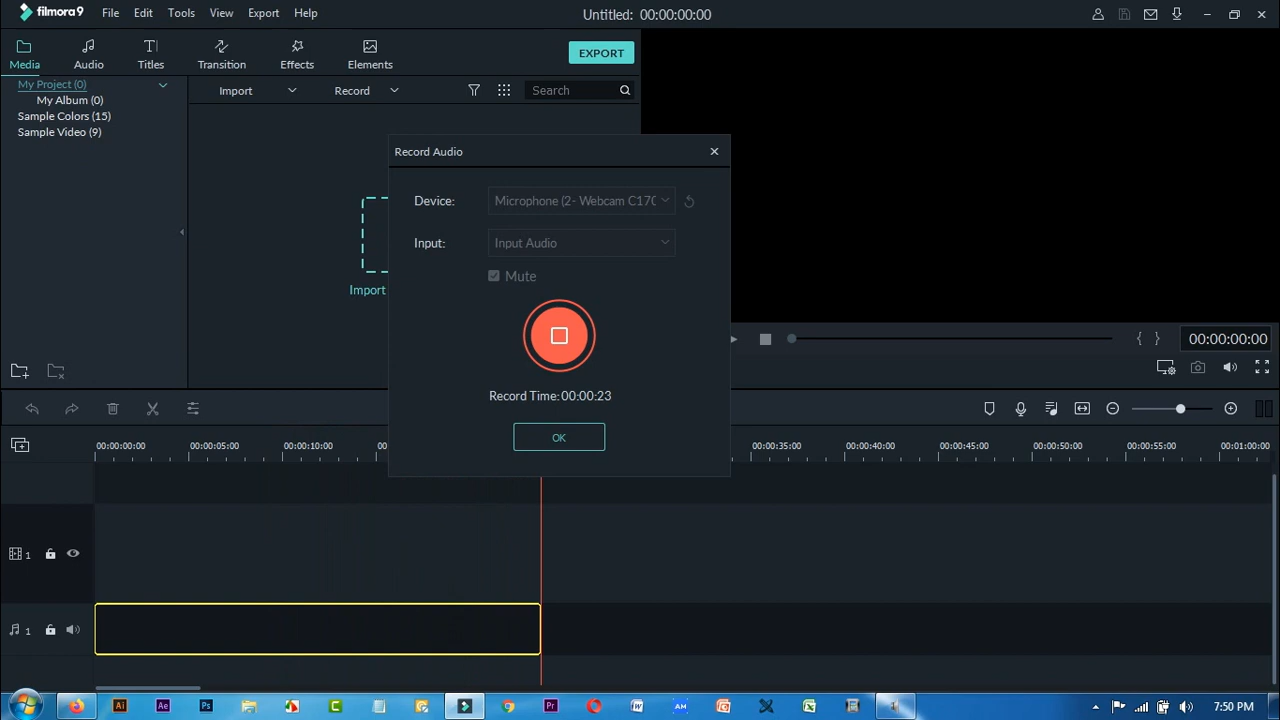 filmora9 File Edit Tools View Export Help Untitled: 00:00:00:00
Media Audio Titles Transition Effects Elements EXPORT
My Project (0)
My Album (0)
Sample Colors (15)
Sample Video (9)
Import Record Search
Import
Record Audio
Device: Microphone (2- Webcam C170
Input: Input Audio
Mute
Record Time:00:00:23
OK
00:00:00:00
00:00:00:00 00:00:05:00 00:00:10:00 00:00:35:00 00:00:40:00 00:00:45:00 00:00:50:00 00:00:55:00 00:01:00:00
1
1
Ai Ae Ps C Pr W AM 7:50 PM